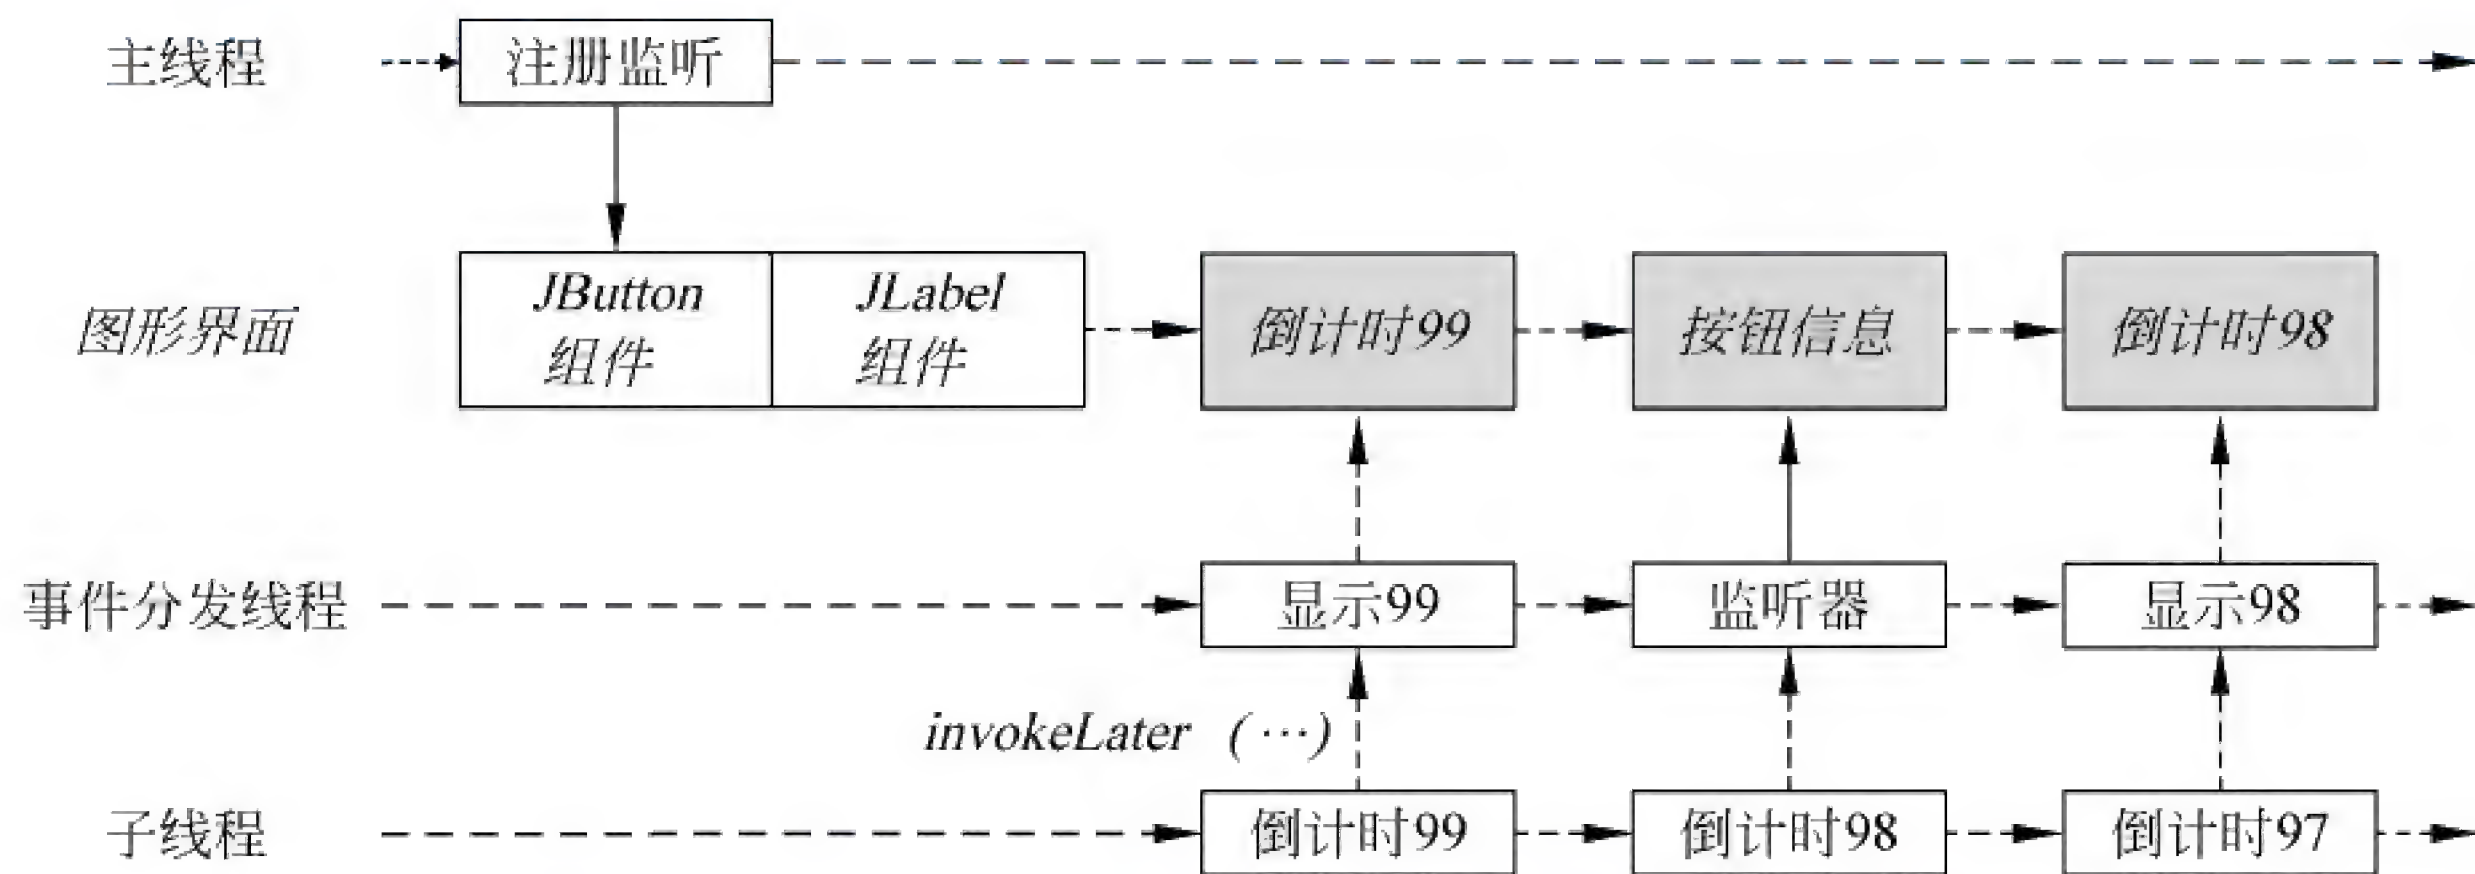 主线程
注册监听
图形界面
JButton
组件
JLabel
组件
倒计时99
按钮信息
倒计时98
事件分发线程
显示99
监听器
显示98
invokeLater (…)
子线程
倒计时99
倒计时98
倒计时97